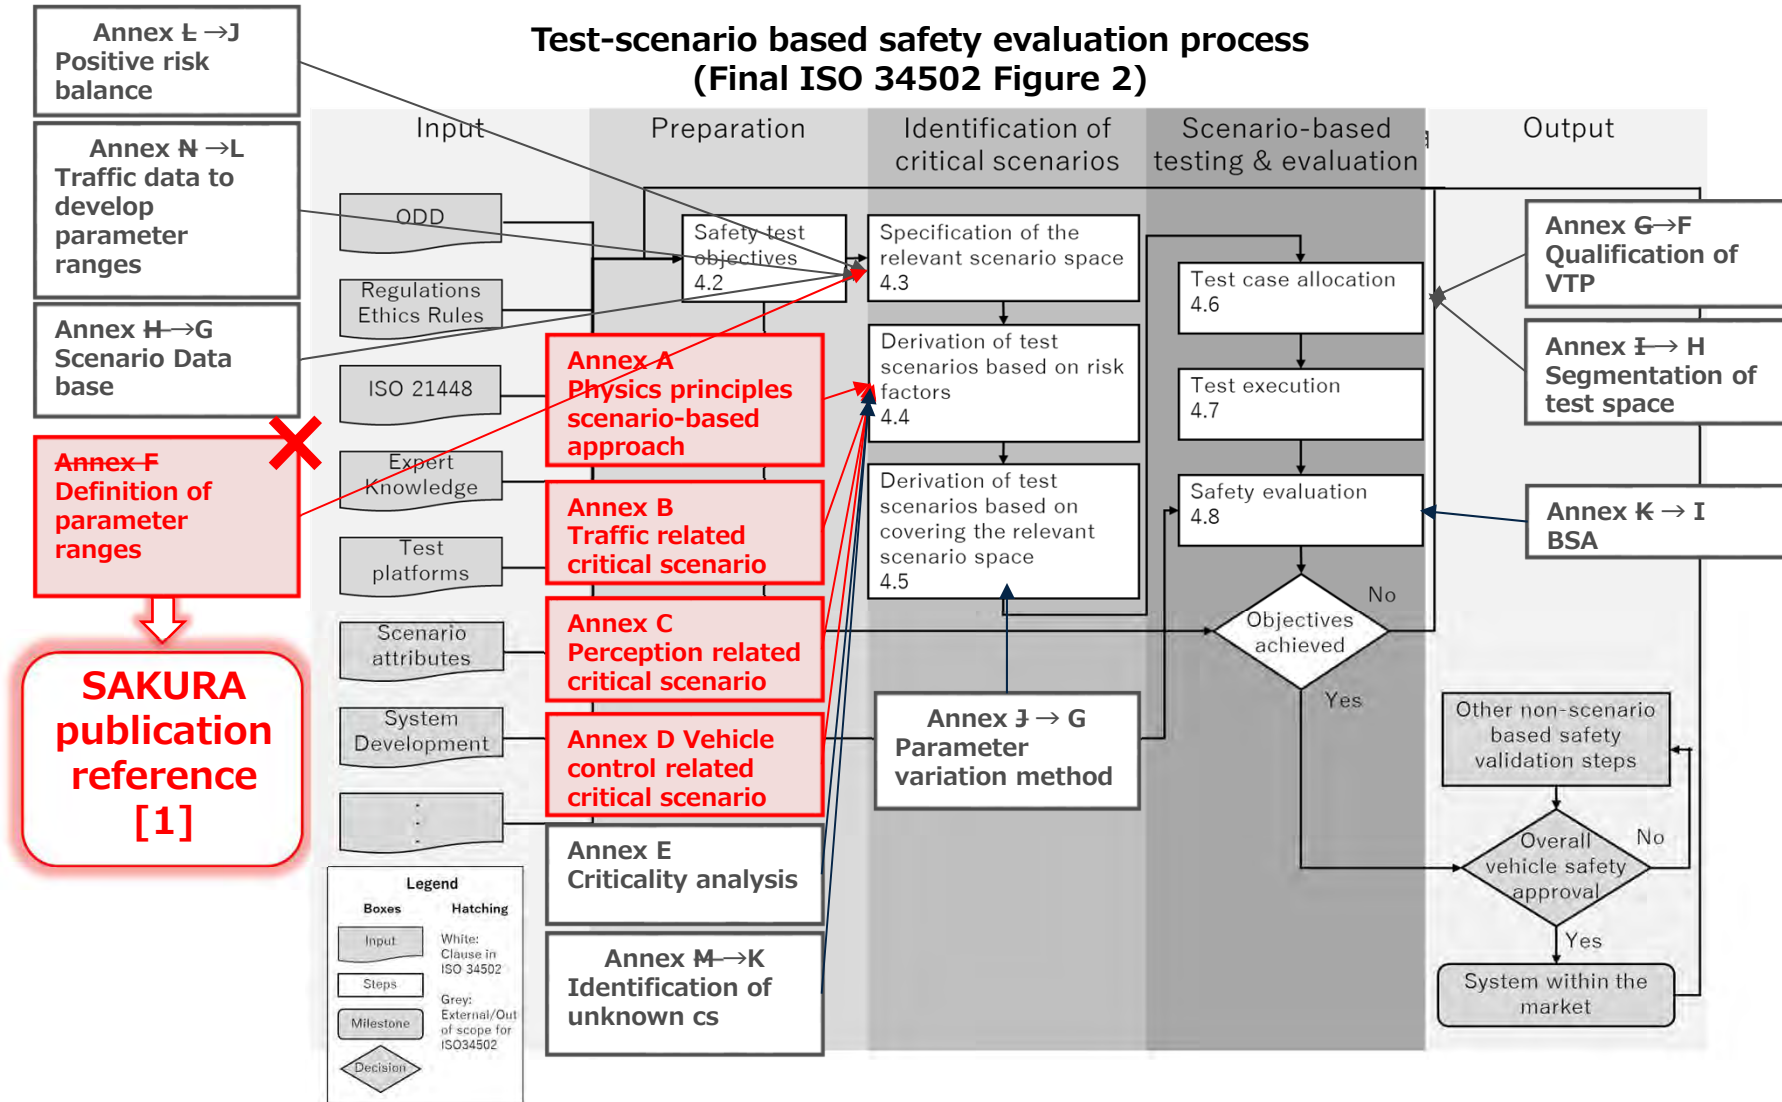 Test-scenario based safety evaluation process
(Final ISO 34502 Figure 2)
Annex L →J
Positive risk
balance
Annex N →L
Traffic data to
develop
parameter
ranges
Annex H →G
Scenario Data
base
Annex F
Definition of
parameter
ranges
SAKURA
publication
reference
[1]
Input
ODD
Regulations
Ethics Rules
ISO 21448
Expert
Knowledge
Test
platforms
Scenario
attributes
System
Development
:
Legend
Boxes
Hatching
Input
Steps
Milestone
Decision
White:
Clause in
ISO 34502
Grey:
External/Out
of scope for
ISO34502
Preparation
Safety test
objectives
4.2
Annex A
Physics principles
scenario-based
approach
Annex B
Traffic related
critical scenario
Annex C
Perception related
critical scenario
Annex D Vehicle
control related
critical scenario
Annex E
Criticality analysis
Annex M →K
Identification of
unknown cs
Identification of
critical scenarios
Specification of the
relevant scenario space
4.3
Derivation of test
scenarios based on risk
factors
4.4
Derivation of test
scenarios based on
covering the relevant
scenario space
4.5
Annex J → G
Parameter
variation method
Scenario-based
testing & evaluation
Test case allocation
4.6
Test execution
4.7
Safety evaluation
4.8
Objectives
achieved
No
Yes
Output
Annex G→F
Qualification of
VTP
Annex I→ H
Segmentation of
test space
Annex K → I
BSA
Other non-scenario
based safety
validation steps
Overall
vehicle safety
approval
No
Yes
System within the
market